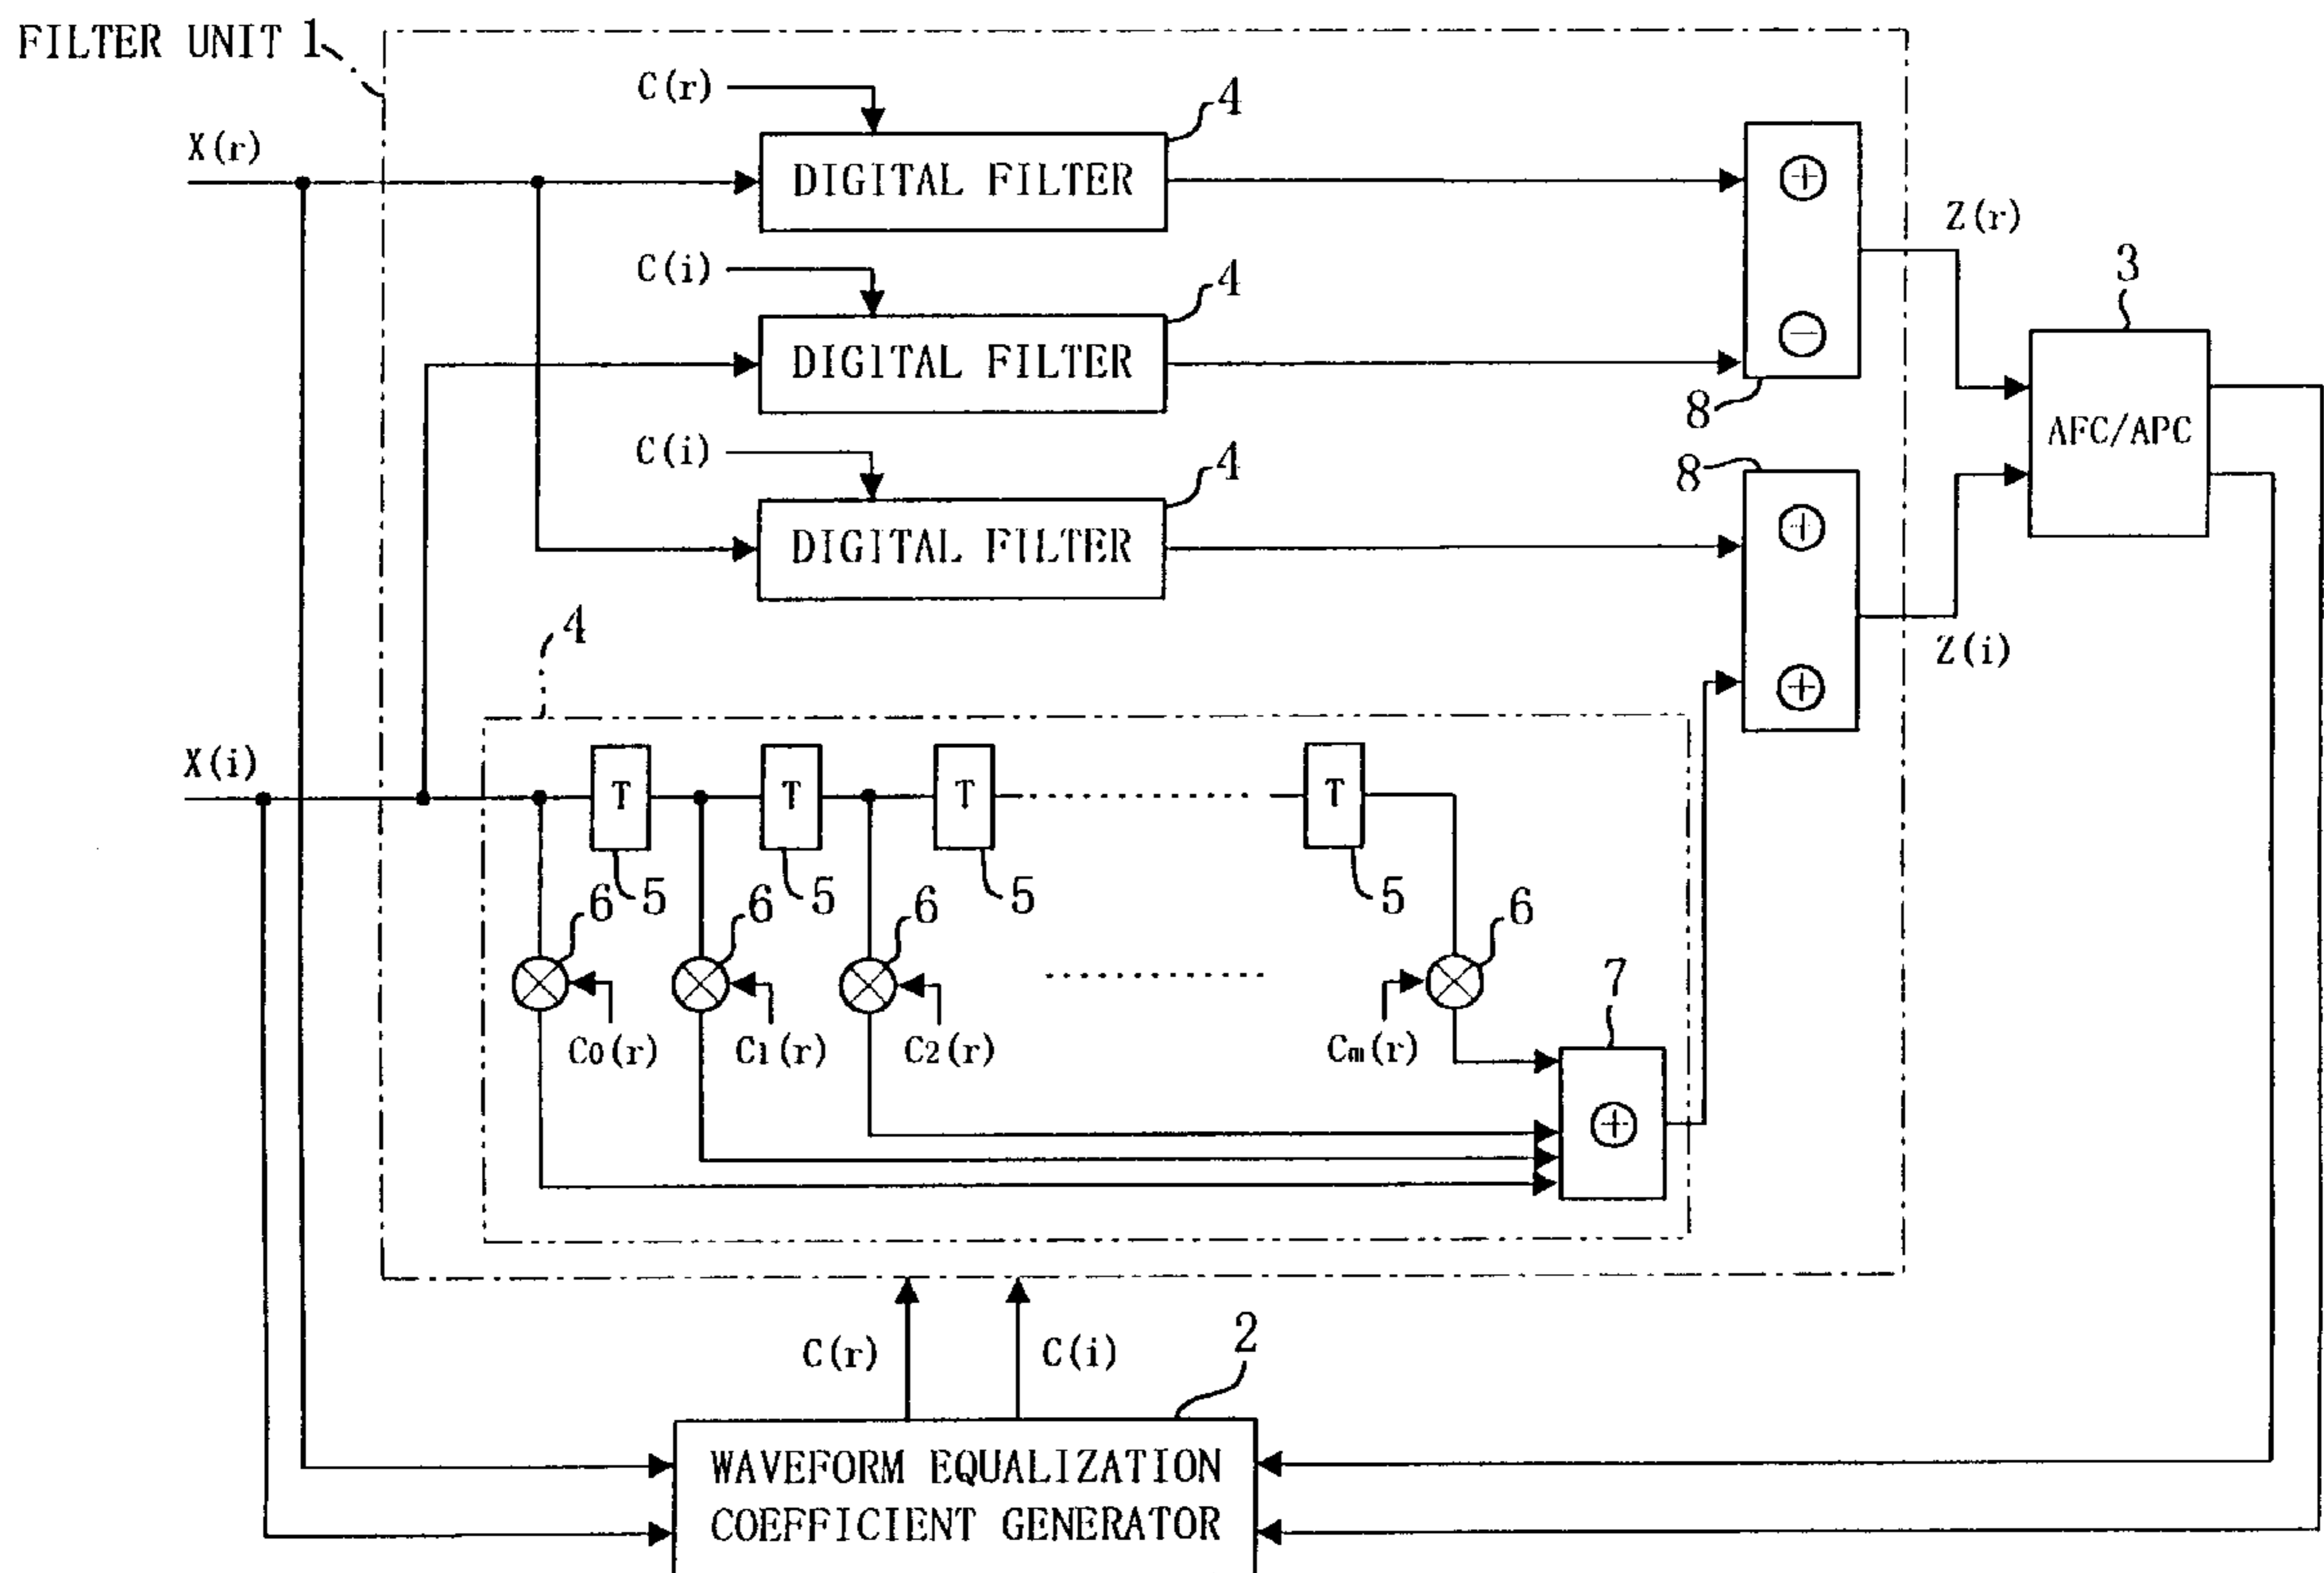 FILTER UNIT 1
C(r)
4
X(r)
DIGITAL FILTER
Z(r)
C(i)
4
3
DIGITAL FILTER
8
AFC/APC
C(i)
4
8
DIGITAL FILTER
4
Z(i)
X(i)
T
T
T
T
5
5
5
5
6
6
6
6
7
C0(r)
C1(r)
C2(r)
Cm(r)
C(r)
C(i)
2
WAVEFORM EQUALIZATION
COEFFICIENT GENERATOR